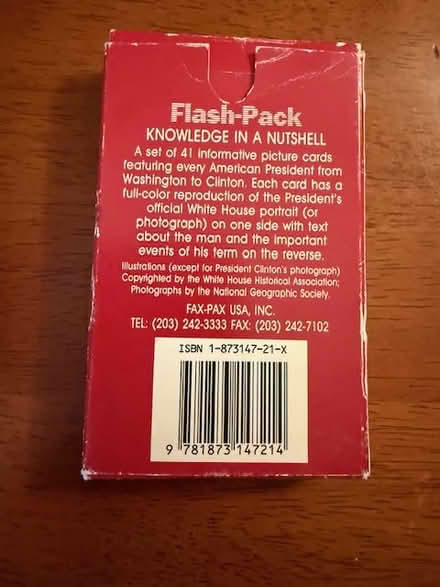 Flash-Pack
KNOWLEDGE IN A NUTSHELL
A set of 41 informative picture cards
featuring every American President from
Washington to Clinton. Each card has a
full-color reproduction of the President's
official White House portrait (or
photograph) on one side with text
about the man and the important
events of his term on the reverse.
Illustrations (except for President Clinton's photograph)
Copyrighted by the White House Historical Association;
Photographs by the National Geographic Society.
FAX-PAX USA, INC.
TEL: (203) 242-3333 FAX: (203) 242-7102
ISBN 1-873147-21-X
9 781873 147214